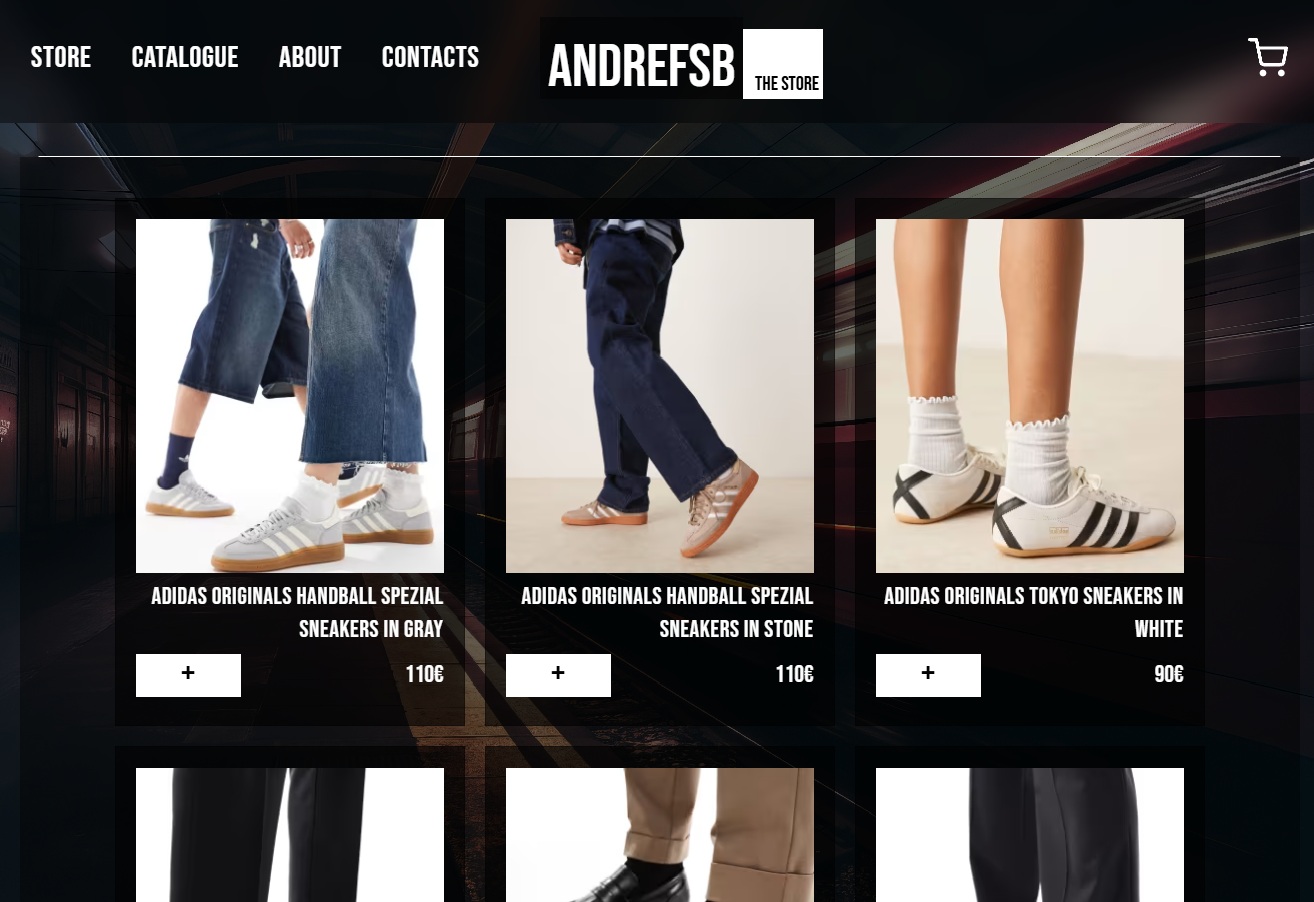 STORE CATALOGUE ABOUT CONTACTS
ANDREFSB
THE STORE
ADIDAS ORIGINALS HANDBALL SPEZIAL
SNEAKERS IN GRAY
+ 110€
ADIDAS ORIGINALS HANDBALL SPEZIAL
SNEAKERS IN STONE
+ 110€
ADIDAS ORIGINALS TOKYO SNEAKERS IN
WHITE
+ 90€